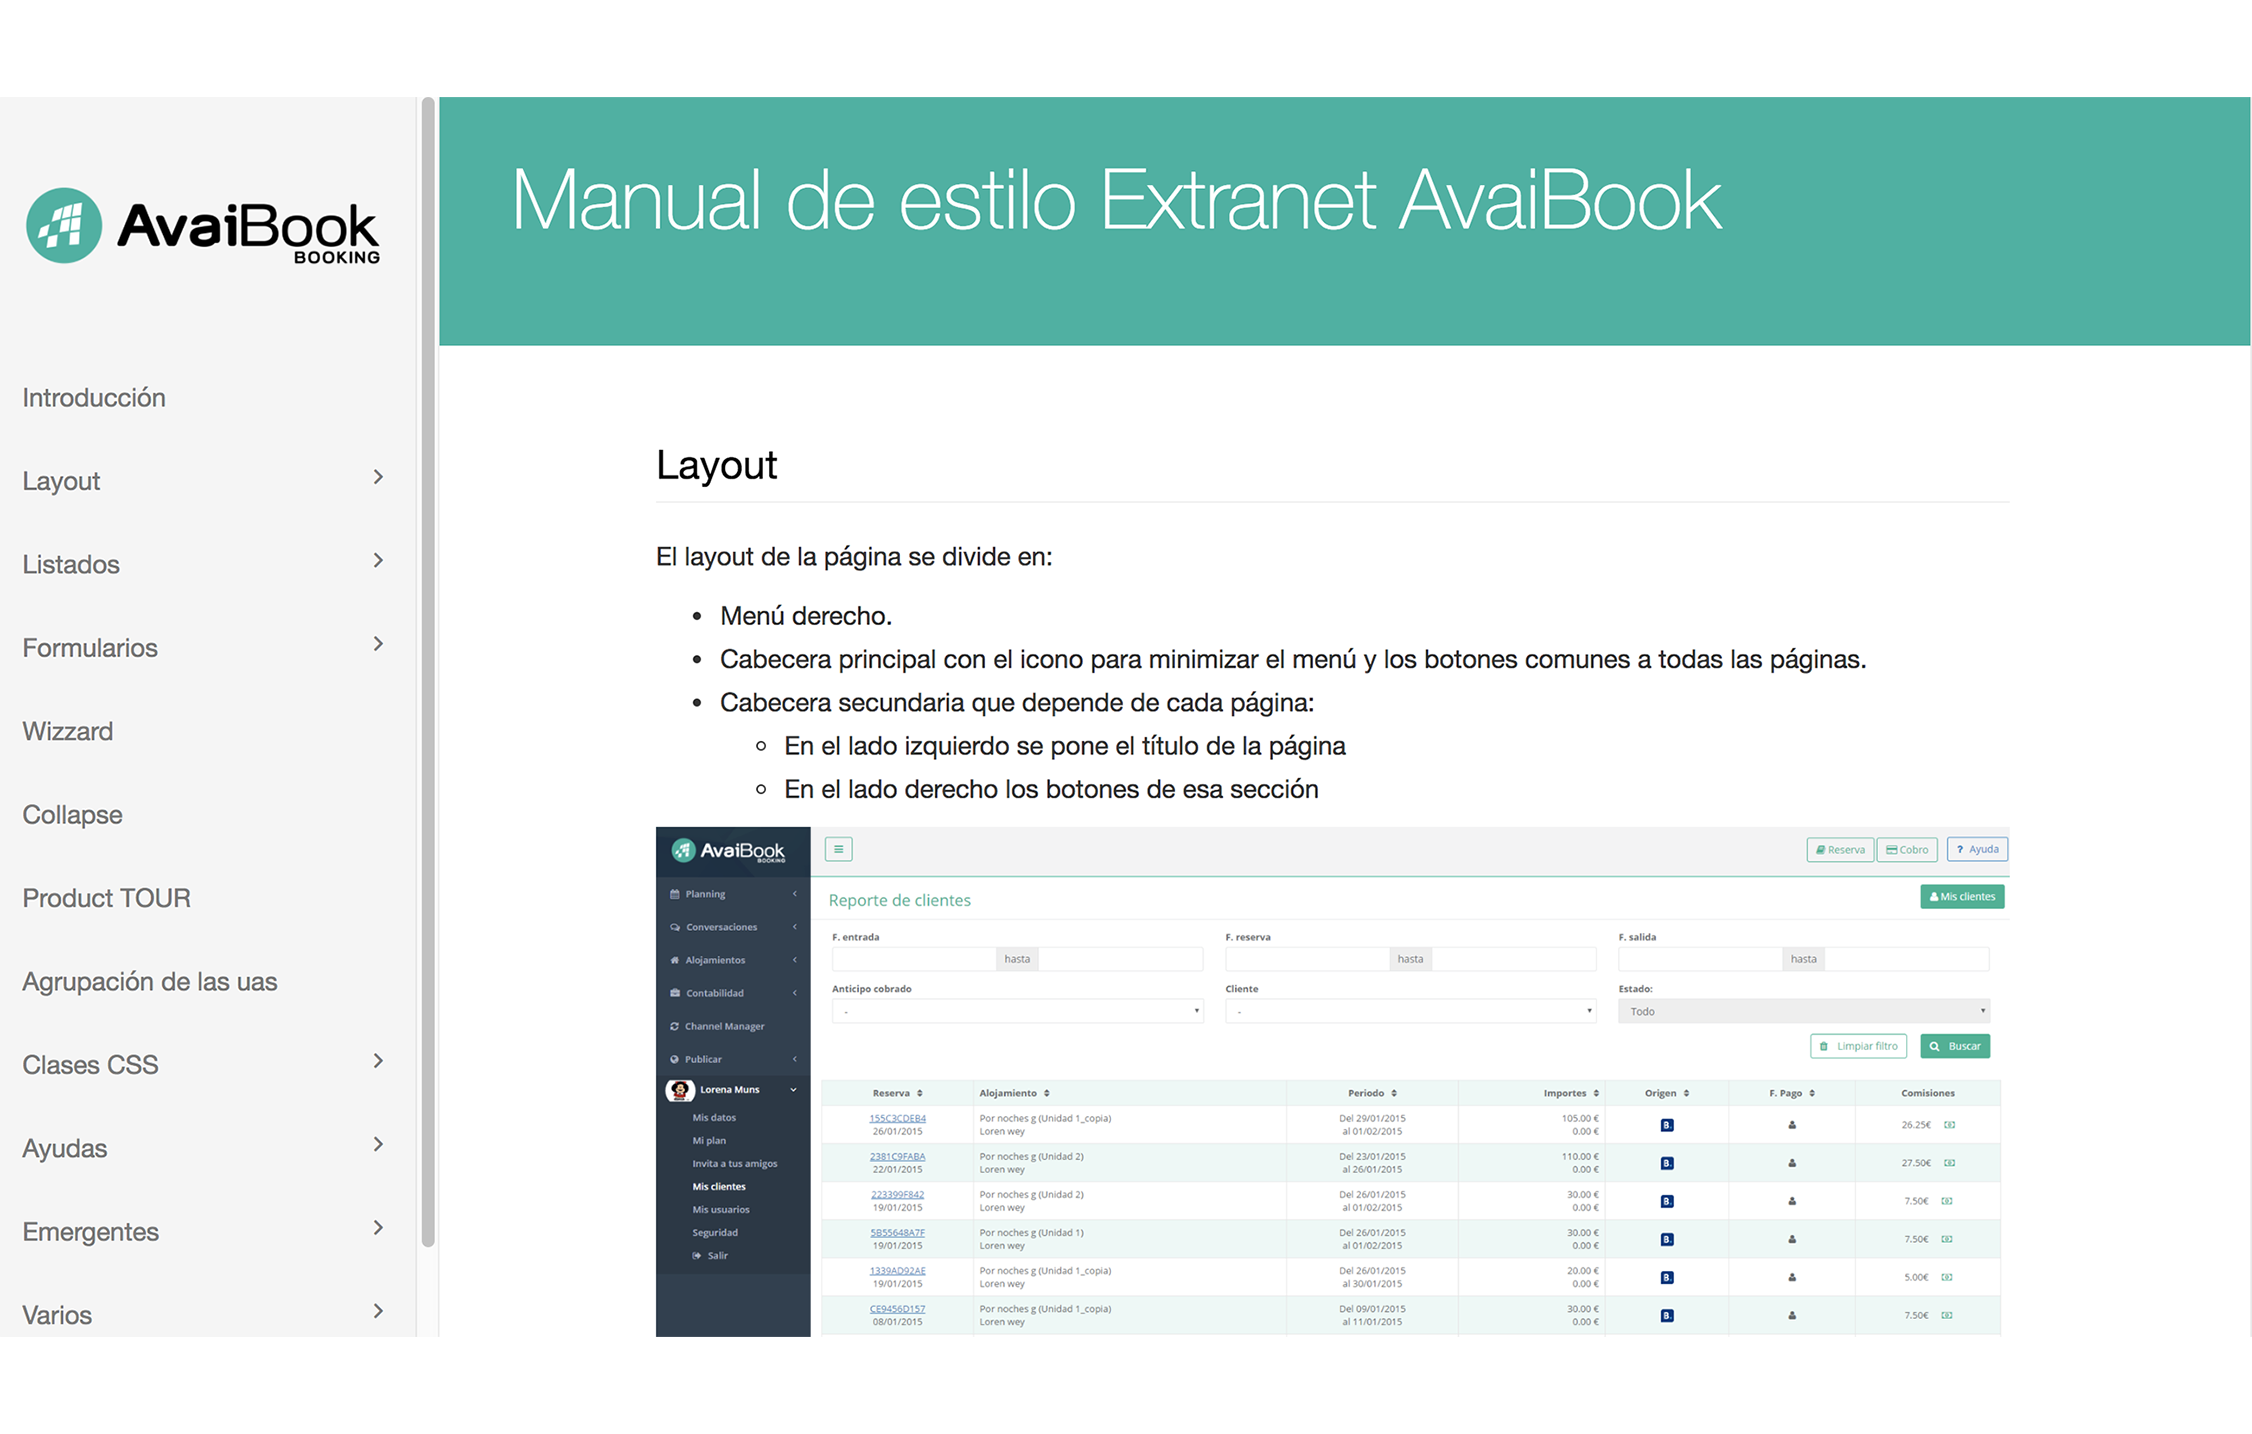 AvaiBook
BOOKING
Introducción
Layout
Listados
Formularios
Wizzard
Collapse
Product TOUR
Agrupación de las uas
Clases CSS
Ayudas
Emergentes
Varios
Manual de estilo Extranet AvaiBook
Layout
El layout de la página se divide en:
Menú derecho.
Cabecera principal con el icono para minimizar el menú y los botones comunes a todas las páginas.
Cabecera secundaria que depende de cada página:
En el lado izquierdo se pone el título de la página
En el lado derecho los botones de esa sección
AvaiBook
BOOKING
Planning
Conversaciones
Alojamientos
Contabilidad
Channel Manager
Publicar
Lorena Muns
Mis datos
Mi plan
Invita a tus amigos
Mis clientes
Mis usuarios
Seguridad
Salir
Reserva Cobro ? Ayuda
Reporte de clientes Mis clientes
F. entrada F. reserva F. salida
hasta hasta hasta
Anticipo cobrado Cliente Estado:
- - Todo
Limpiar filtro Buscar
Reserva Alojamiento Periodo Importes Origen F. Pago Comisiones
155C3CDEB4 Por noches g (Unidad 1_copia) Del 29/01/2015 105.00 € B. 26.25€
26/01/2015 Loren wey al 01/02/2015 0.00 €
2381C9FABA Por noches g (Unidad 2) Del 23/01/2015 110.00 € B. 27.50€
22/01/2015 Loren wey al 26/01/2015 0.00 €
223399F842 Por noches g (Unidad 2) Del 26/01/2015 30.00 € B. 7.50€
19/01/2015 Loren wey al 01/02/2015 0.00 €
5B55648A7F Por noches g (Unidad 1) Del 26/01/2015 30.00 € B. 7.50€
19/01/2015 Loren wey al 01/02/2015 0.00 €
1339AD92AE Por noches g (Unidad 1_copia) Del 26/01/2015 20.00 € B. 5.00€
19/01/2015 Loren wey al 30/01/2015 0.00 €
CE9456D157 Por noches g (Unidad 1_copia) Del 09/01/2015 30.00 € B. 7.50€
08/01/2015 Loren wey al 11/01/2015 0.00 €